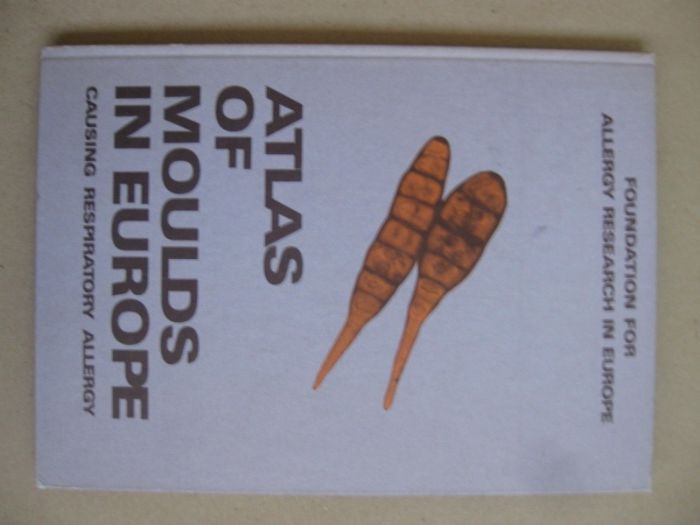 FOUNDATION FOR
ALLERGY RESEARCH IN EUROPE
ATLAS
OF
MOULDS
IN EUROPE
CAUSING RESPIRATORY ALLERGY